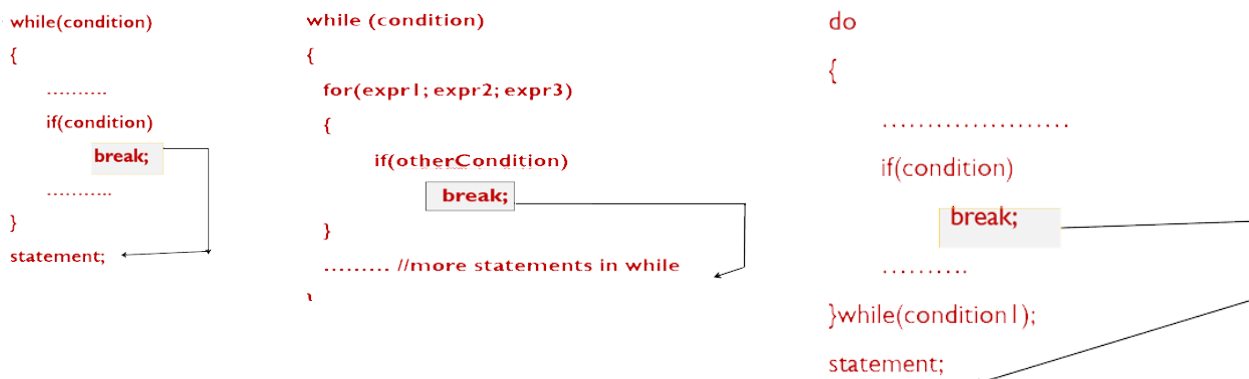 while(condition)
{
..........
if(condition)
break;
..........
}
statement;
while (condition)
{
for(expr1; expr2; expr3)
{
if(otherCondition)
break;
}
......... //more statements in while
}
do
{
.....................
if(condition)
break;
..........
}while(condition1);
statement;